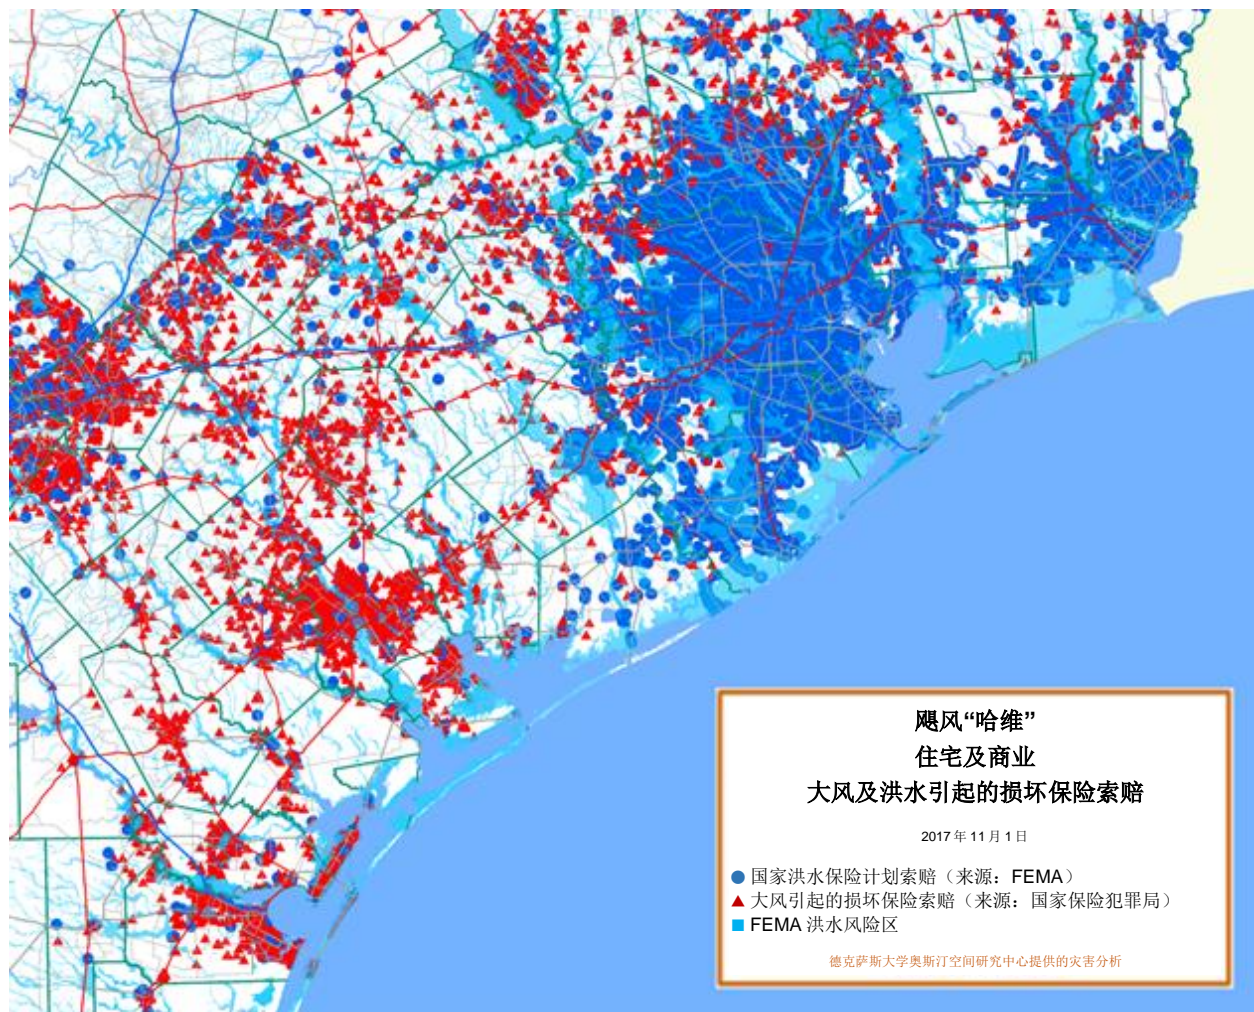 飓风“哈维”
住宅及商业
大风及洪水引起的损坏保险索赔
2017 年 11 月 1 日
国家洪水保险计划索赔（来源：FEMA）
大风引起的损坏保险索赔（来源：国家保险犯罪局）
FEMA 洪水风险区
德克萨斯大学奥斯汀空间研究中心提供的灾害分析